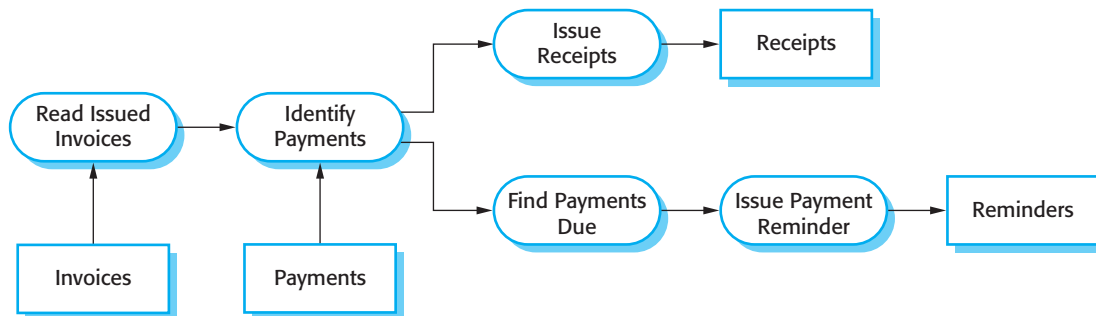 Issue
Receipts
Receipts
Read Issued
Invoices
Identify
Payments
Find Payments
Due
Issue Payment
Reminder
Reminders
Invoices
Payments